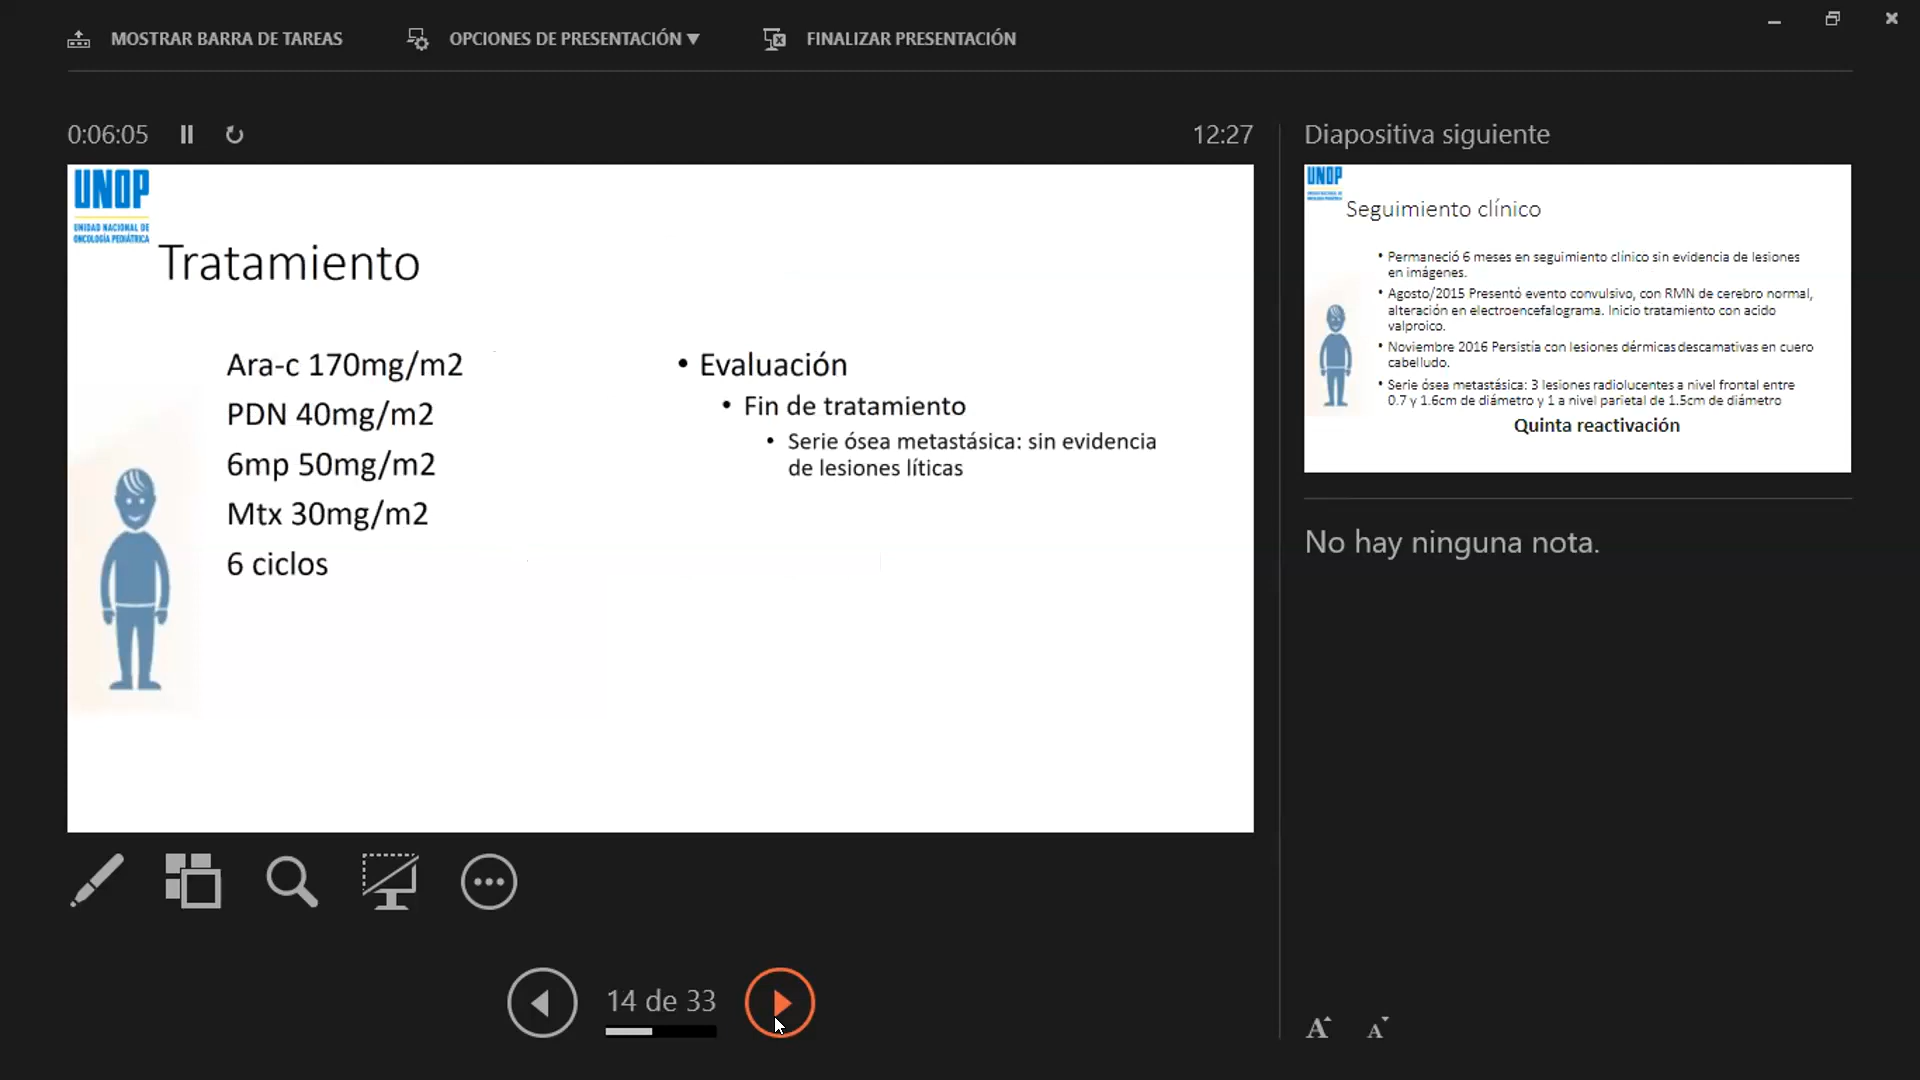 MOSTRAR BARRA DE TAREAS
OPCIONES DE PRESENTACIÓN ▼
FINALIZAR PRESENTACIÓN
0:06:05
12:27
UNOP
UNIDAD NACIONAL DE
ONCOLOGÍA PEDIÁTRICA
Tratamiento
Ara-c 170mg/m2
PDN 40mg/m2
6mp 50mg/m2
Mtx 30mg/m2
6 ciclos
• Evaluación
• Fin de tratamiento
• Serie ósea metastásica: sin evidencia
de lesiones líticas
14 de 33
Diapositiva siguiente
UNOP
Seguimiento clínico
• Permaneció 6 meses en seguimiento clínico sin evidencia de lesiones
en imágenes.
• Agosto/2015 Presentó evento convulsivo, con RMN de cerebro normal,
alteración en electroencefalograma. Inicio tratamiento con acido
valproico.
• Noviembre 2016 Persistía con lesiones dérmicas descamativas en cuero
cabelludo.
• Serie ósea metastásica: 3 lesiones radiolucentes a nivel frontal entre
0.7 y 1.6cm de diámetro y 1 a nivel parietal de 1.5cm de diámetro
Quinta reactivación
No hay ninguna nota.
A A